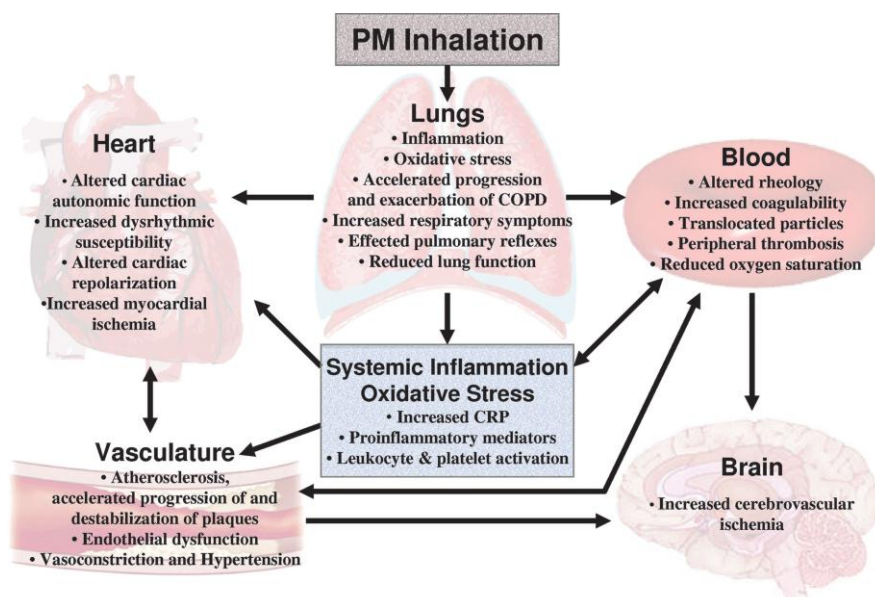 PM Inhalation
Lungs
• Inflammation
• Oxidative stress
• Accelerated progression
and exacerbation of COPD
• Increased respiratory symptoms
• Effected pulmonary reflexes
• Reduced lung function
Heart
• Altered cardiac
autonomic function
• Increased dysrhythmic
susceptibility
• Altered cardiac
repolarization
• Increased myocardial
ischemia
Blood
• Altered rheology
• Increased coagulability
• Translocated particles
• Peripheral thrombosis
• Reduced oxygen saturation
Systemic Inflammation
Oxidative Stress
• Increased CRP
• Proinflammatory mediators
• Leukocyte & platelet activation
Vasculature
• Atherosclerosis,
accelerated progression of and
destabilization of plaques
• Endothelial dysfunction
• Vasoconstriction and Hypertension
Brain
• Increased cerebrovascular
ischemia